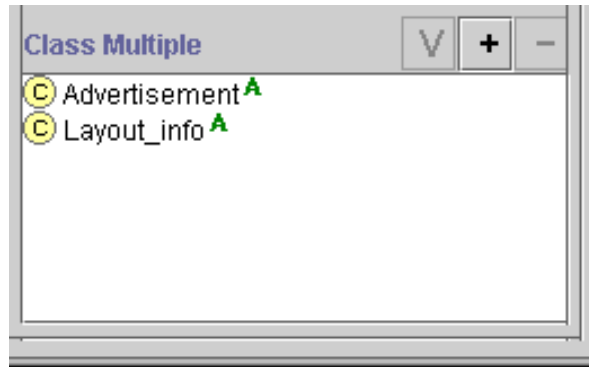 Class Multiple V + −
C Advertisement A
C Layout_info A